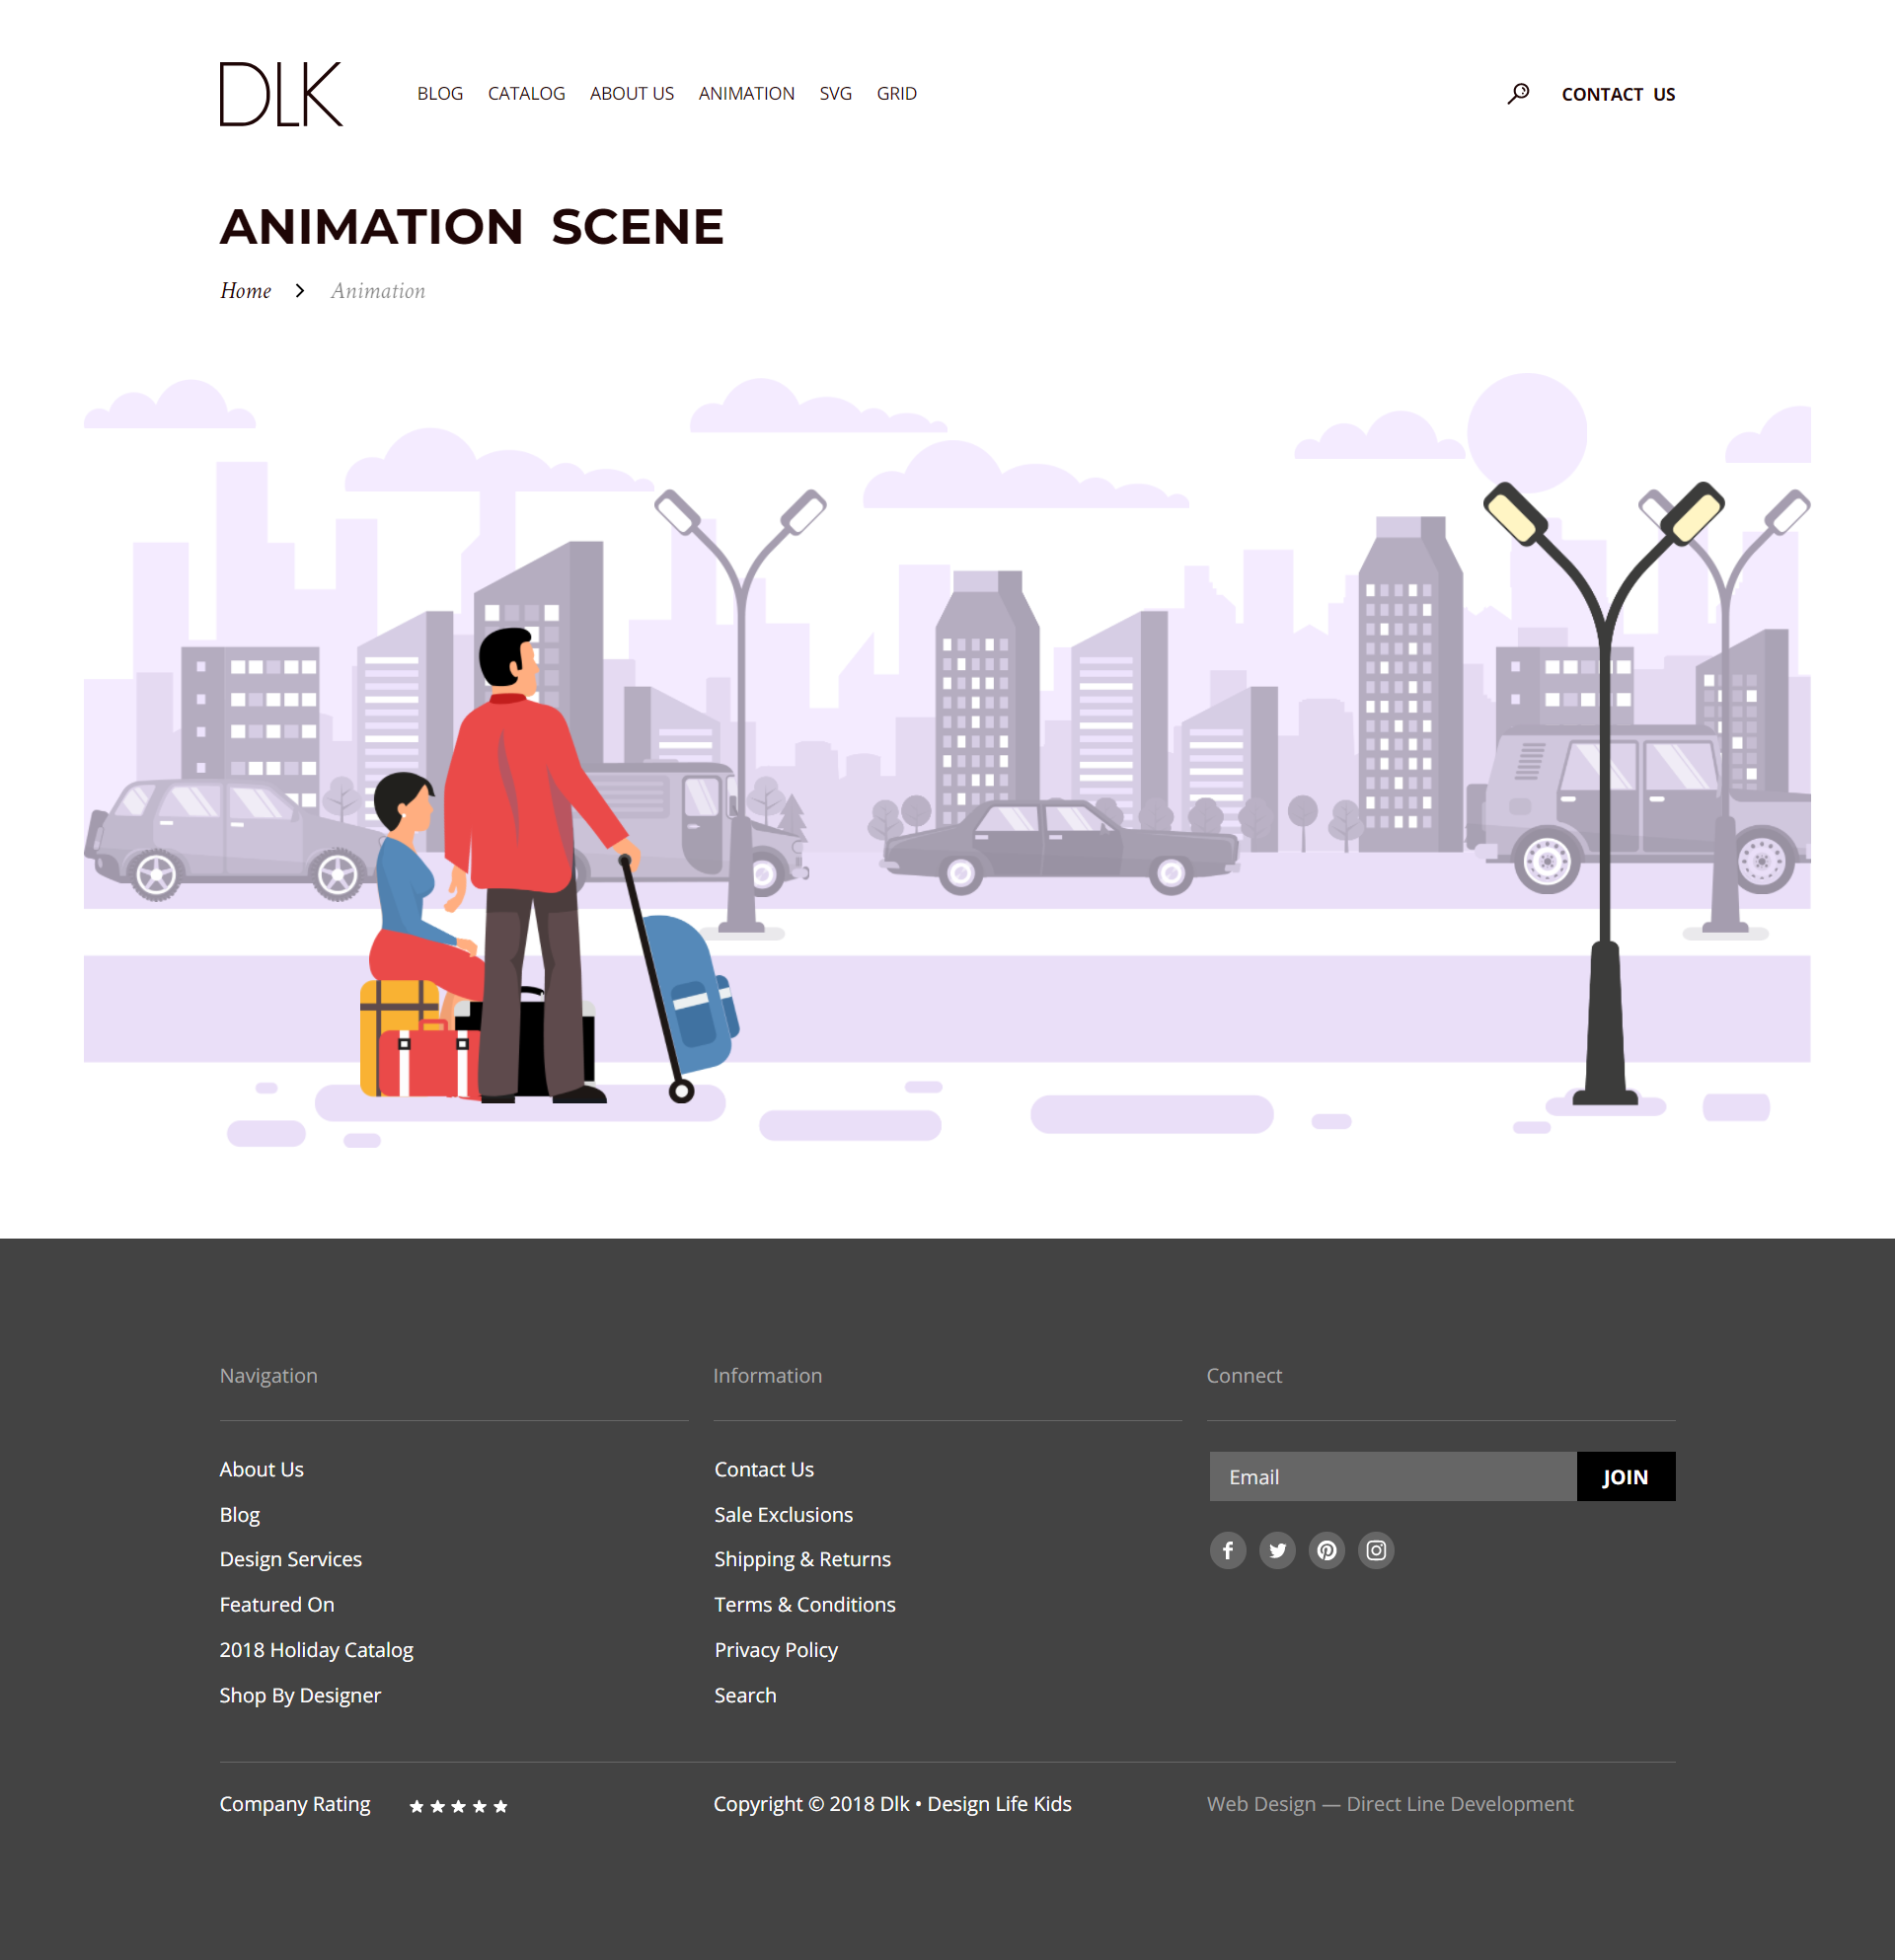 DLK
BLOG CATALOG ABOUT US ANIMATION SVG GRID
CONTACT US
ANIMATION SCENE
Home > Animation
Navigation
About Us
Blog
Design Services
Featured On
2018 Holiday Catalog
Shop By Designer
Information
Contact Us
Sale Exclusions
Shipping & Returns
Terms & Conditions
Privacy Policy
Search
Connect
Email JOIN
Company Rating ★★★★★
Copyright © 2018 Dlk • Design Life Kids
Web Design — Direct Line Development